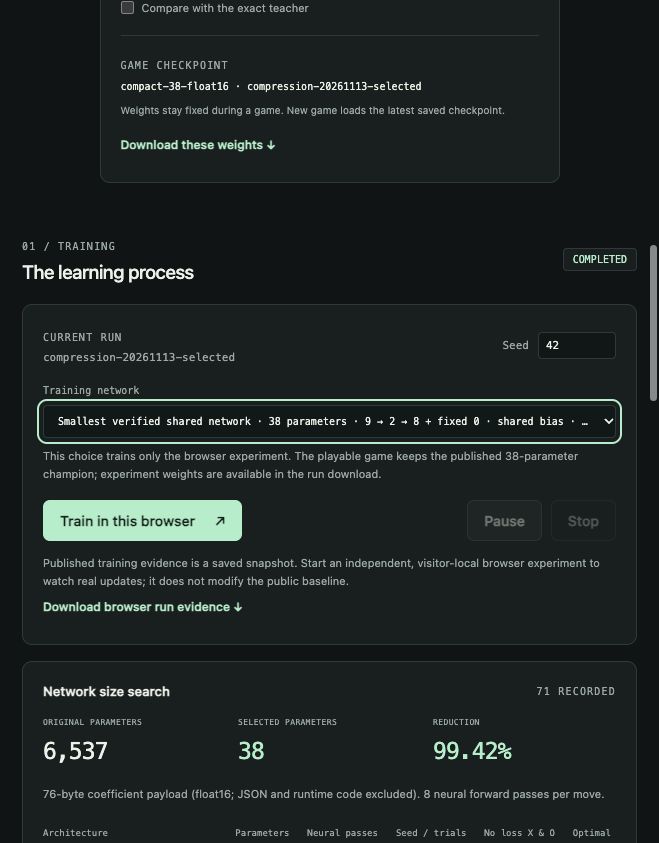 Compare with the exact teacher
GAME CHECKPOINT
compact-38-float16 · compression-20261113-selected
Weights stay fixed during a game. New game loads the latest saved checkpoint.
Download these weights ↓
01 / TRAINING
The learning process
COMPLETED
CURRENT RUN
compression-20261113-selected
Seed
42
Training network
Smallest verified shared network · 38 parameters · 9 → 2 → 8 + fixed 0 · shared bias · …
This choice trains only the browser experiment. The playable game keeps the published 38-parameter
champion; experiment weights are available in the run download.
Train in this browser ↗
Pause
Stop
Published training evidence is a saved snapshot. Start an independent, visitor-local browser experiment to
watch real updates; it does not modify the public baseline.
Download browser run evidence ↓
Network size search
71 RECORDED
ORIGINAL PARAMETERS
6,537
SELECTED PARAMETERS
38
REDUCTION
99.42%
76-byte coefficient payload (float16; JSON and runtime code excluded). 8 neural forward passes per move.
Architecture Parameters Neural passes Seed / trials No loss X & O Optimal